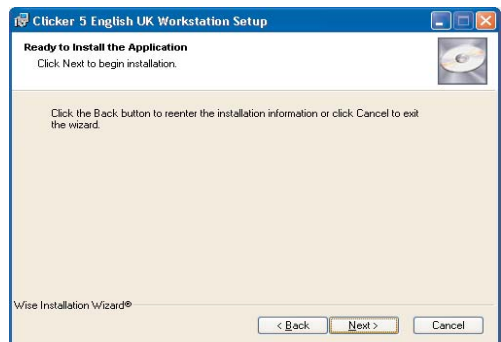 Clicker 5 English UK Workstation Setup
Ready to Install the Application
Click Next to begin installation.
Click the Back button to reenter the installation information or click Cancel to exit
the wizard.
Wise Installation Wizard®
< Back Next > Cancel